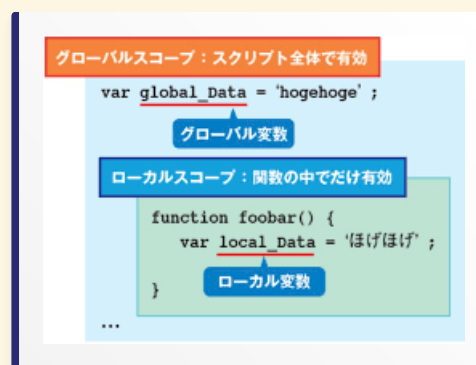 グローバルスコープ：スクリプト全体で有効
var global_Data = 'hogehoge' ;
グローバル変数
ローカルスコープ：関数の中でだけ有効
function foobar() {
var local_Data = 'ほげほげ' ;
ローカル変数
}
...